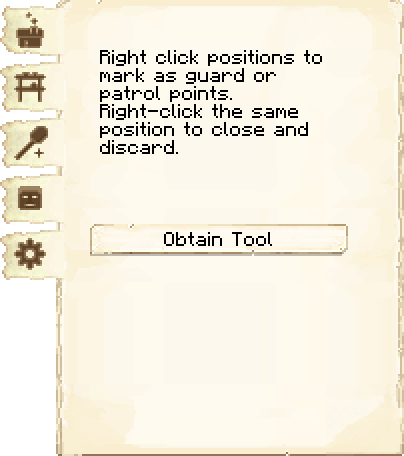 Right click positions to
mark as guard or
patrol points.
Right-click the same
position to close and
discard.
Obtain Tool